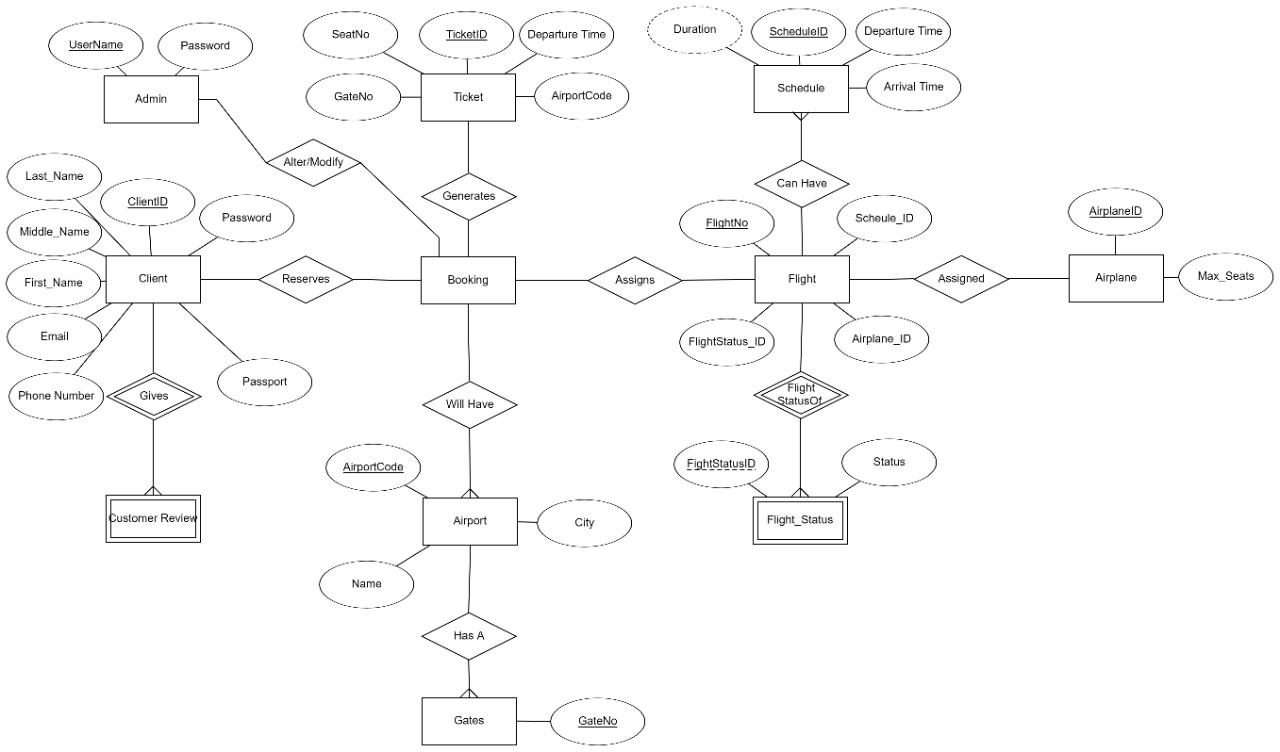 SeatNo
TicketID
Departure Time
Duration
ScheduleID
Departure Time
UserName
Password
Admin
GateNo
Ticket
AirportCode
Schedule
Arrival Time
Alter/Modify
Last_Name
ClientID
Password
Generates
Can Have
Middle_Name
FlightNo
Scheule_ID
AirplaneID
First_Name
Client
Reserves
Booking
Assigns
Flight
Assigned
Airplane
Max_Seats
Email
FlightStatus_ID
Airplane_ID
Phone Number
Gives
Passport
Will Have
Flight
StatusOf
AirportCode
FightStatusID
Status
Customer Review
Airport
City
Flight_Status
Name
Has A
Gates
GateNo